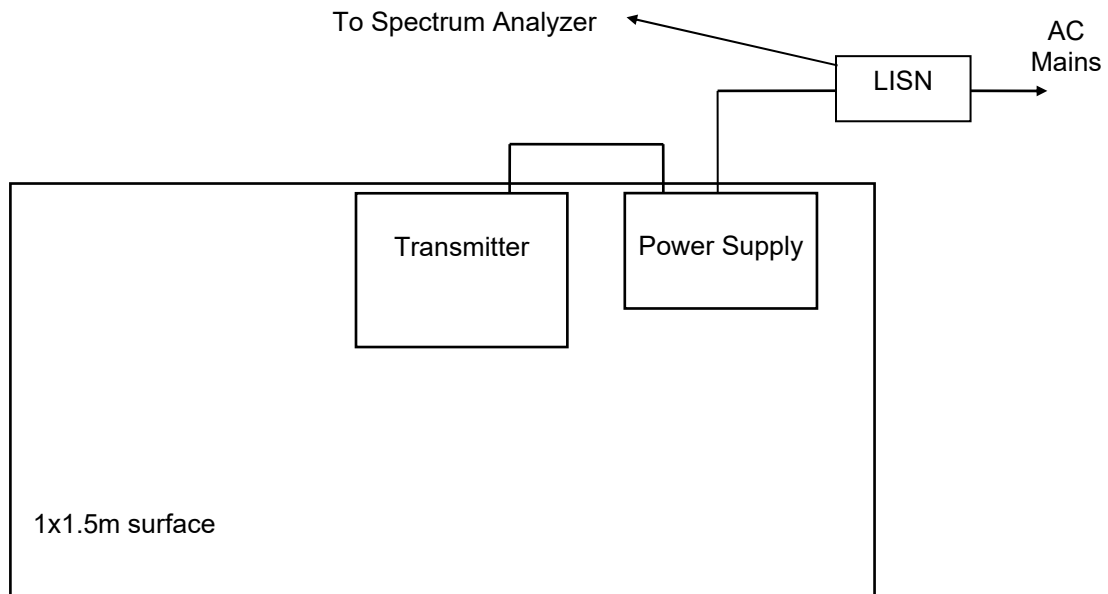 To Spectrum Analyzer
AC
Mains
LISN
Transmitter
Power Supply
1x1.5m surface